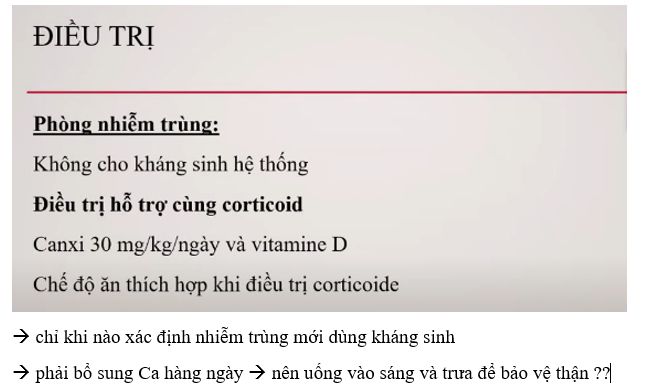 ĐIỀU TRỊ
Phòng nhiễm trùng:
Không cho kháng sinh hệ thống
Điều trị hỗ trợ cùng corticoid
Canxi 30 mg/kg/ngày và vitamine D
Chế độ ăn thích hợp khi điều trị corticoide
→ chỉ khi nào xác định nhiễm trùng mới dùng kháng sinh
→ phải bổ sung Ca hàng ngày → nên uống vào sáng và trưa để bảo vệ thận ??